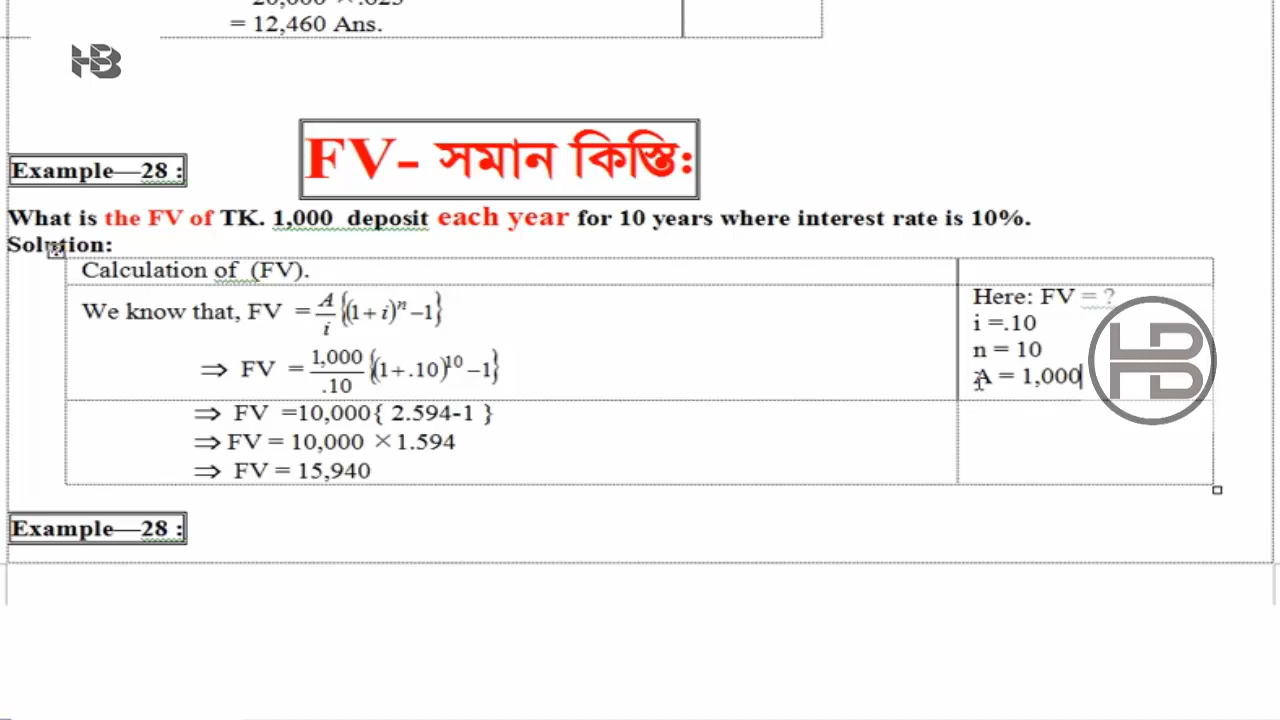 = 12,460 Ans.
HB
FV- সমান কিস্তিঃ
Example—28 :
What is the FV of TK. 1,000 deposit each year for 10 years where interest rate is 10%.
Solution:
Calculation of (FV).
We know that, FV = A/i {(1+i)^n −1}
⇒ FV = 1,000/.10 {(1+.10)^10 −1}
Here: FV = ?
i =.10
n = 10
A = 1,000
⇒ FV =10,000{ 2.594-1 }
⇒ FV = 10,000 ×1.594
⇒ FV = 15,940
Example—28 :